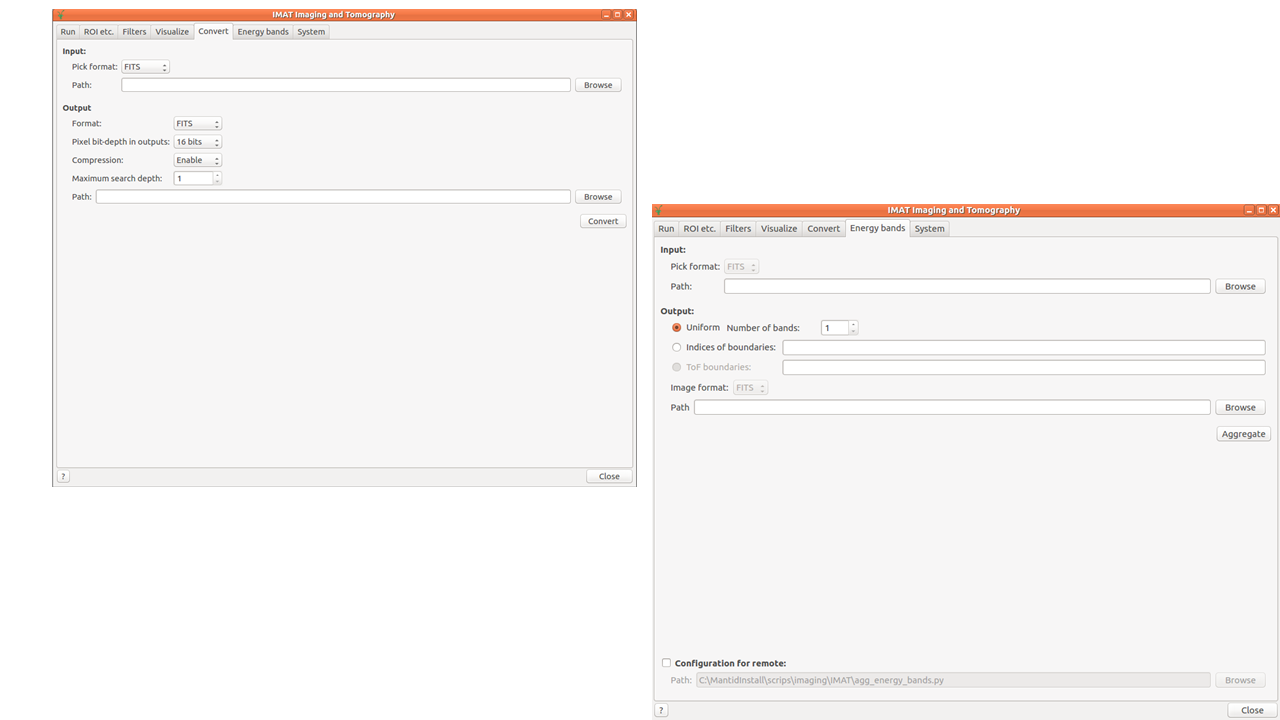 IMAT Imaging and Tomography
Run ROI etc. Filters Visualize Convert Energy bands System
Input:
Pick format: FITS
Path: Browse
Output
Format: FITS
Pixel bit-depth in outputs: 16 bits
Compression: Enable
Maximum search depth: 1
Path: Browse
Convert
? Close
IMAT Imaging and Tomography
Run ROI etc. Filters Visualize Convert Energy bands System
Input:
Pick format: FITS
Path: Browse
Output:
Uniform Number of bands: 1
Indices of boundaries:
ToF boundaries:
Image format: FITS
Path Browse
Aggregate
Configuration for remote:
Path: C:\MantidInstall\scrips\imaging\IMAT\agg_energy_bands.py Browse
? Close